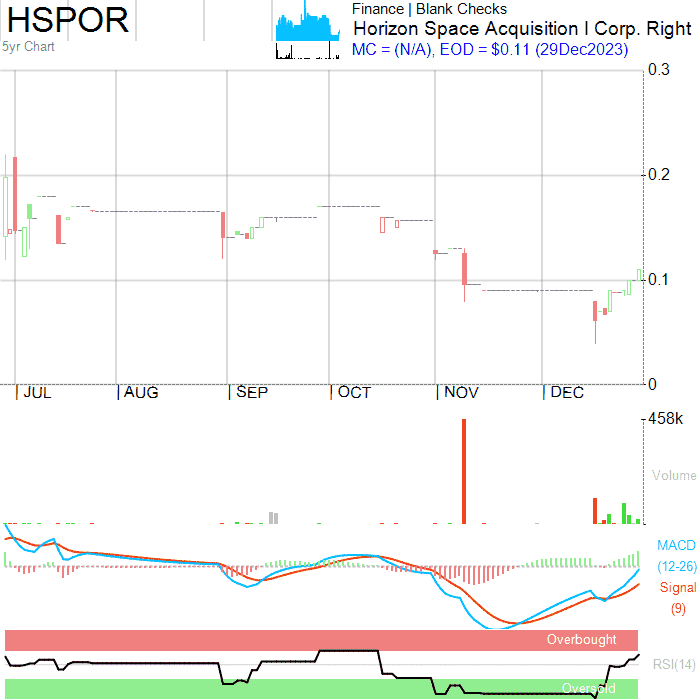 HSPOR
5yr Chart
Finance | Blank Checks
Horizon Space Acquisition I Corp. Right
MC = (N/A), EOD = $0.11 (29Dec2023)
0.3
0.2
0.1
0
JUL AUG SEP OCT NOV DEC
458k
Volume
MACD
(12-26)
Signal
(9)
Overbought
RSI(14)
Oversold